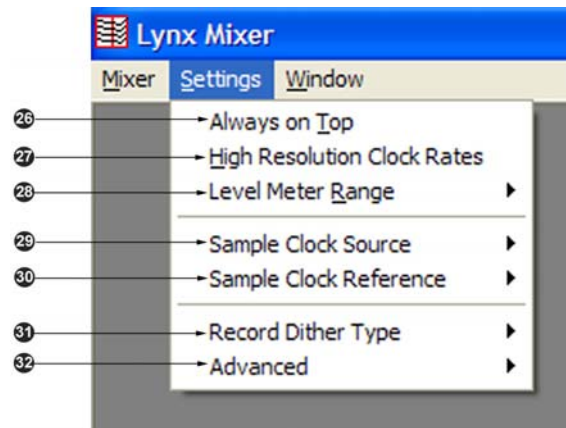 Lynx Mixer
Mixer Settings Window
26 Always on Top
27 High Resolution Clock Rates
28 Level Meter Range
29 Sample Clock Source
30 Sample Clock Reference
31 Record Dither Type
32 Advanced